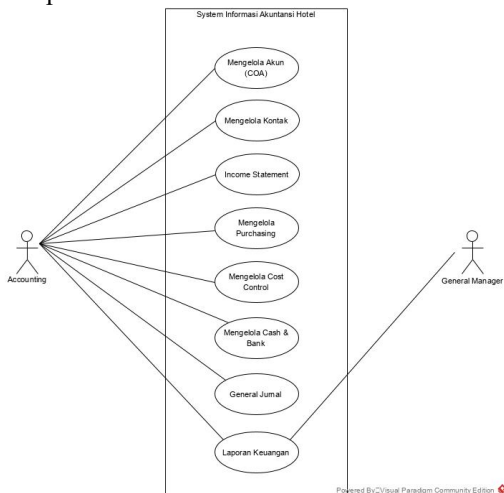 System Informasi Akuntansi Hotel
Mengelola Akun
(COA)
Mengelola Kontak
Income Statement
Mengelola
Purchasing
Accounting
General Manager
Mengelola Cost
Control
Mengelola Cash &
Bank
General Jurnal
Laporan Keuangan
Powered By Visual Paradigm Community Edition